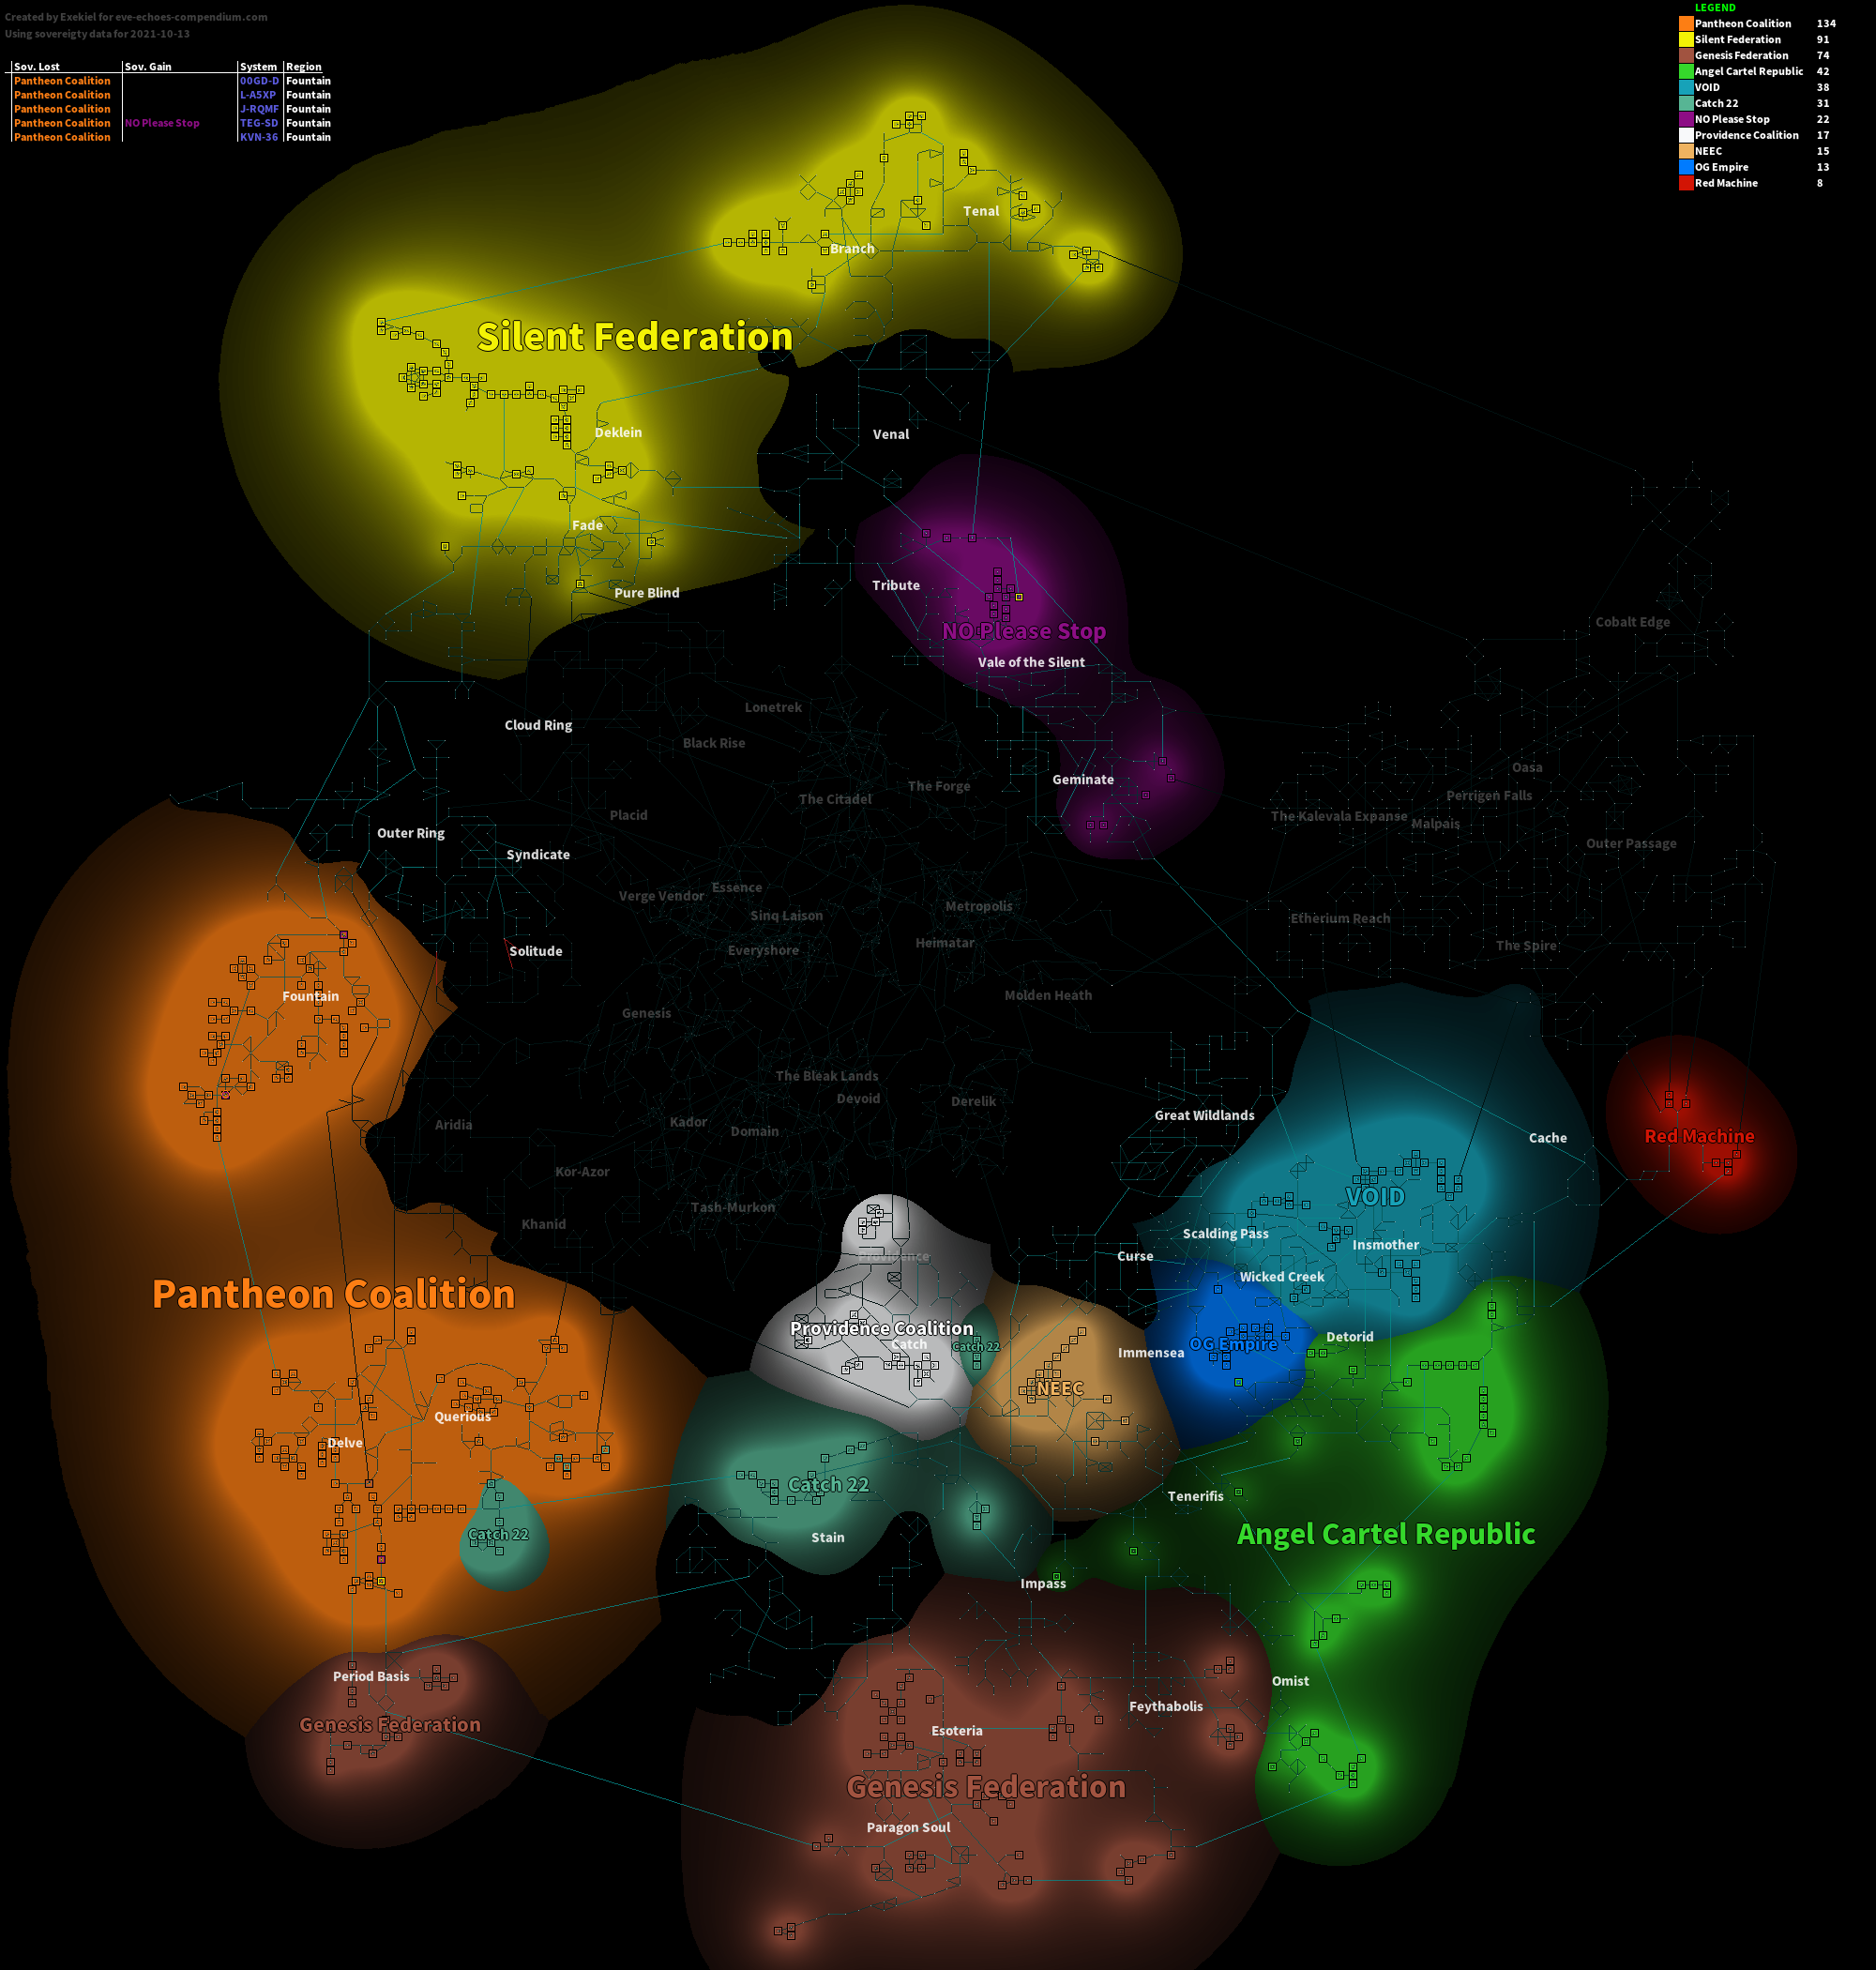 Created by Exekiel for eve-echoes-compendium.com
Using sovereigty data for 2021-10-13
Sov. Lost Sov. Gain System Region
Pantheon Coalition 00GD-D Fountain
Pantheon Coalition L-A5XP Fountain
Pantheon Coalition J-RQMF Fountain
Pantheon Coalition NO Please Stop TEG-SD Fountain
Pantheon Coalition KVN-36 Fountain
LEGEND
Pantheon Coalition 134
Silent Federation 91
Genesis Federation 74
Angel Cartel Republic 42
VOID 38
Catch 22 31
NO Please Stop 22
Providence Coalition 17
NEEC 15
OG Empire 13
Red Machine 8
Tenal
Branch
Silent Federation
Deklein
Venal
Fade
Tribute
Pure Blind
Cobalt Edge
NO Please Stop
Vale of the Silent
Lonetrek
Cloud Ring
Black Rise
Oasa
Geminate
The Forge
Perrigen Falls
The Citadel
Placid
The Kalevala Expanse
Malpais
Outer Ring
Outer Passage
Syndicate
Essence
Verge Vendor
Metropolis
Sinq Laison
Etherium Reach
Heimatar
The Spire
Everyshore
Solitude
Fountain
Molden Heath
Genesis
The Bleak Lands
Devoid
Derelik
Great Wildlands
Kador
Aridia
Domain
Cache
Red Machine
Kor-Azor
VOID
Tash-Murkon
Khanid
Scalding Pass
Insmother
Curse
Wicked Creek
Pantheon Coalition
Providence Coalition
Detorid
Catch
OG Empire
Catch 22
Immensea
NEEC
Querious
Delve
Catch 22
Tenerifis
Catch 22
Angel Cartel Republic
Stain
Impass
Period Basis
Omist
Feythabolis
Genesis Federation
Esoteria
Genesis Federation
Paragon Soul